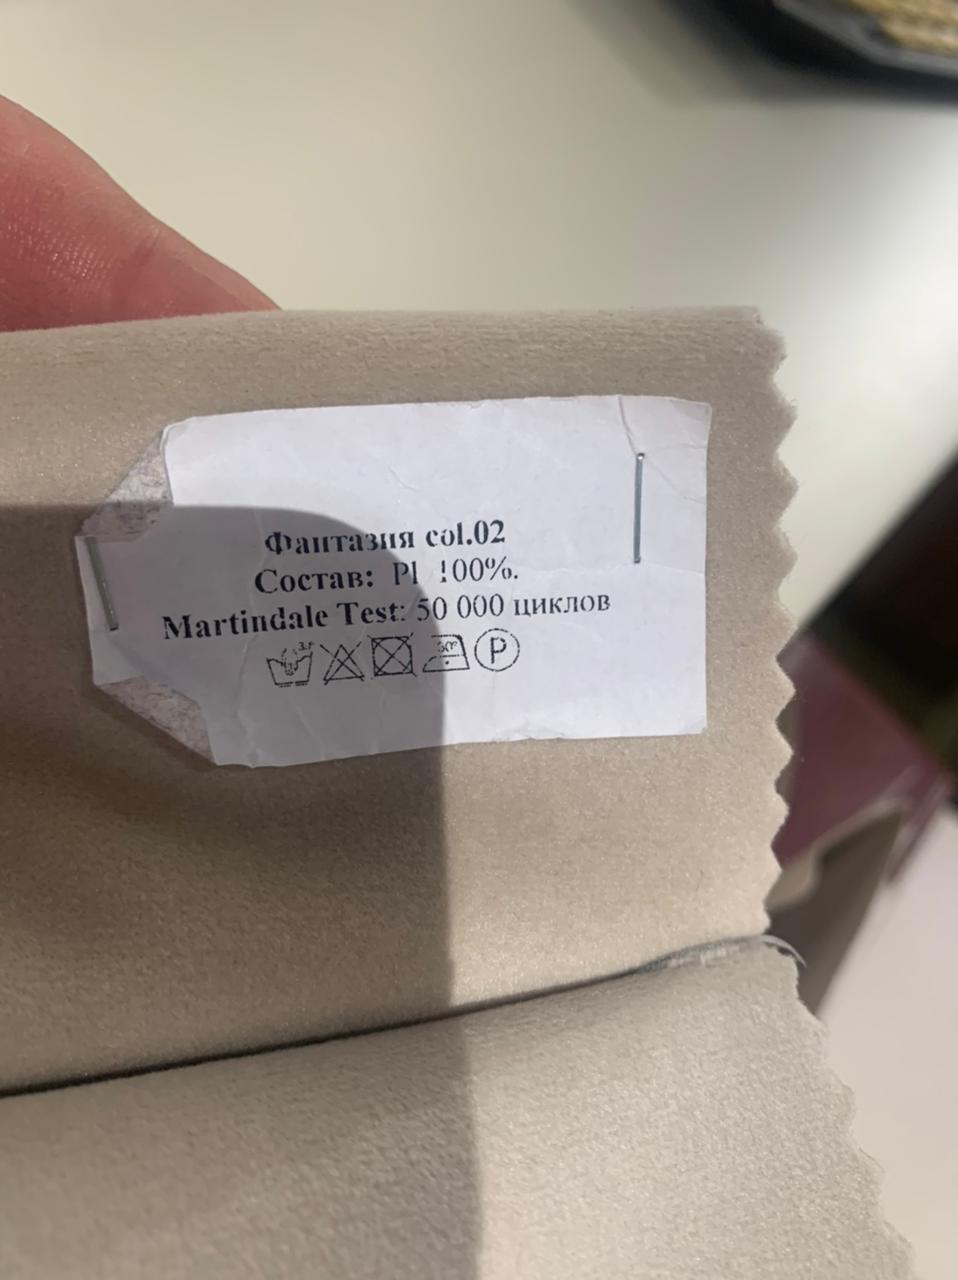 Фантазия col.02
Состав: Pl 100%.
Martindale Test: 50 000 циклов
P